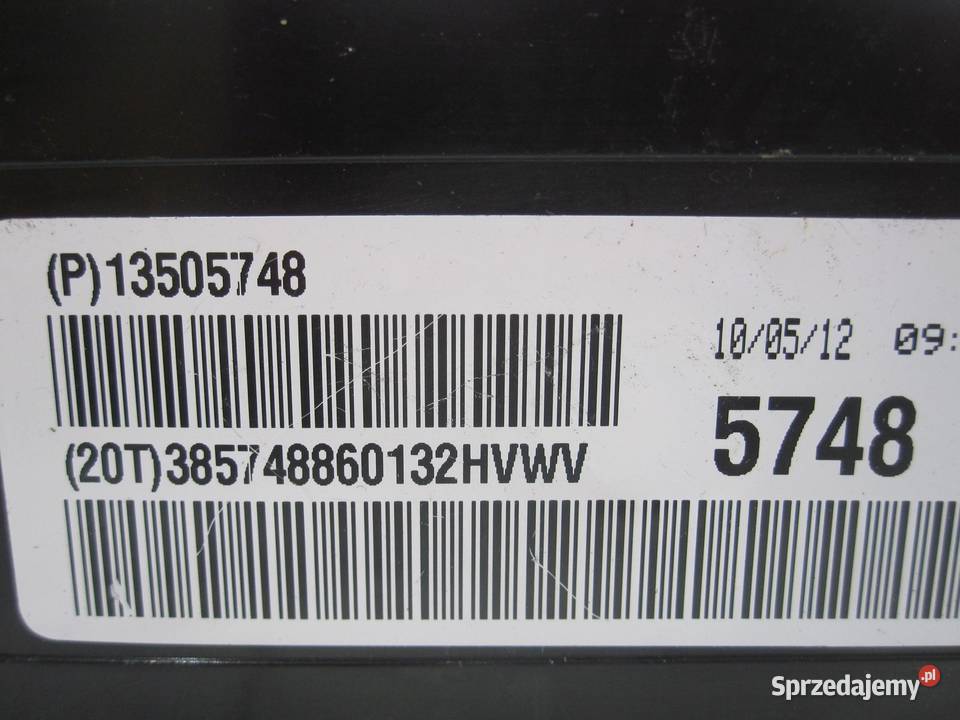 (P)13505748
10/05/12 09:
5748
(20T)385748860132HVWV
Sprzedajemy.pl